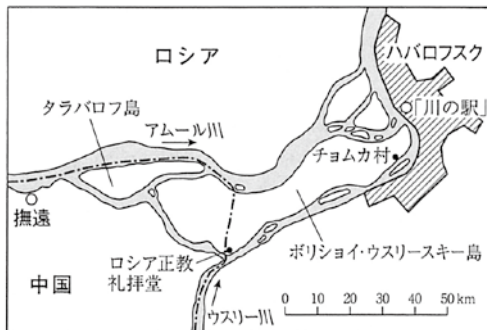 ロシア
ハバロフスク
タラバロフ島
「川の駅」
アムール川
チョムカ村
撫遠
ボリショイ・ウスリースキー島
ロシア正教
礼拝堂
中国
ウスリー川
0 10 20 30 40 50km